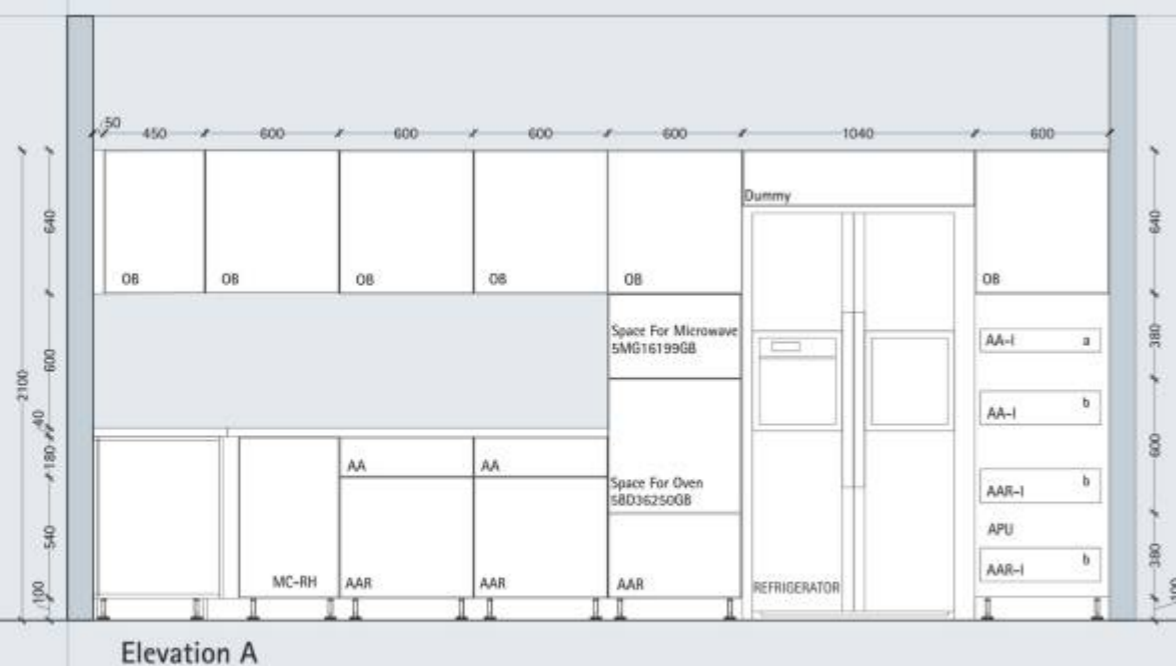 50
450
600
600
600
600
1040
600
2100
640
600
40
180
540
100
640
380
600
380
100
Dummy
OB
OB
OB
OB
OB
OB
Space For Microwave
5MG16199GB
Space For Oven
5BD36250GB
AA-I a
AA-I b
AAR-I b
APU
AAR-I b
AA
AA
MC-RH
AAR
AAR
AAR
REFRIGERATOR
Elevation A